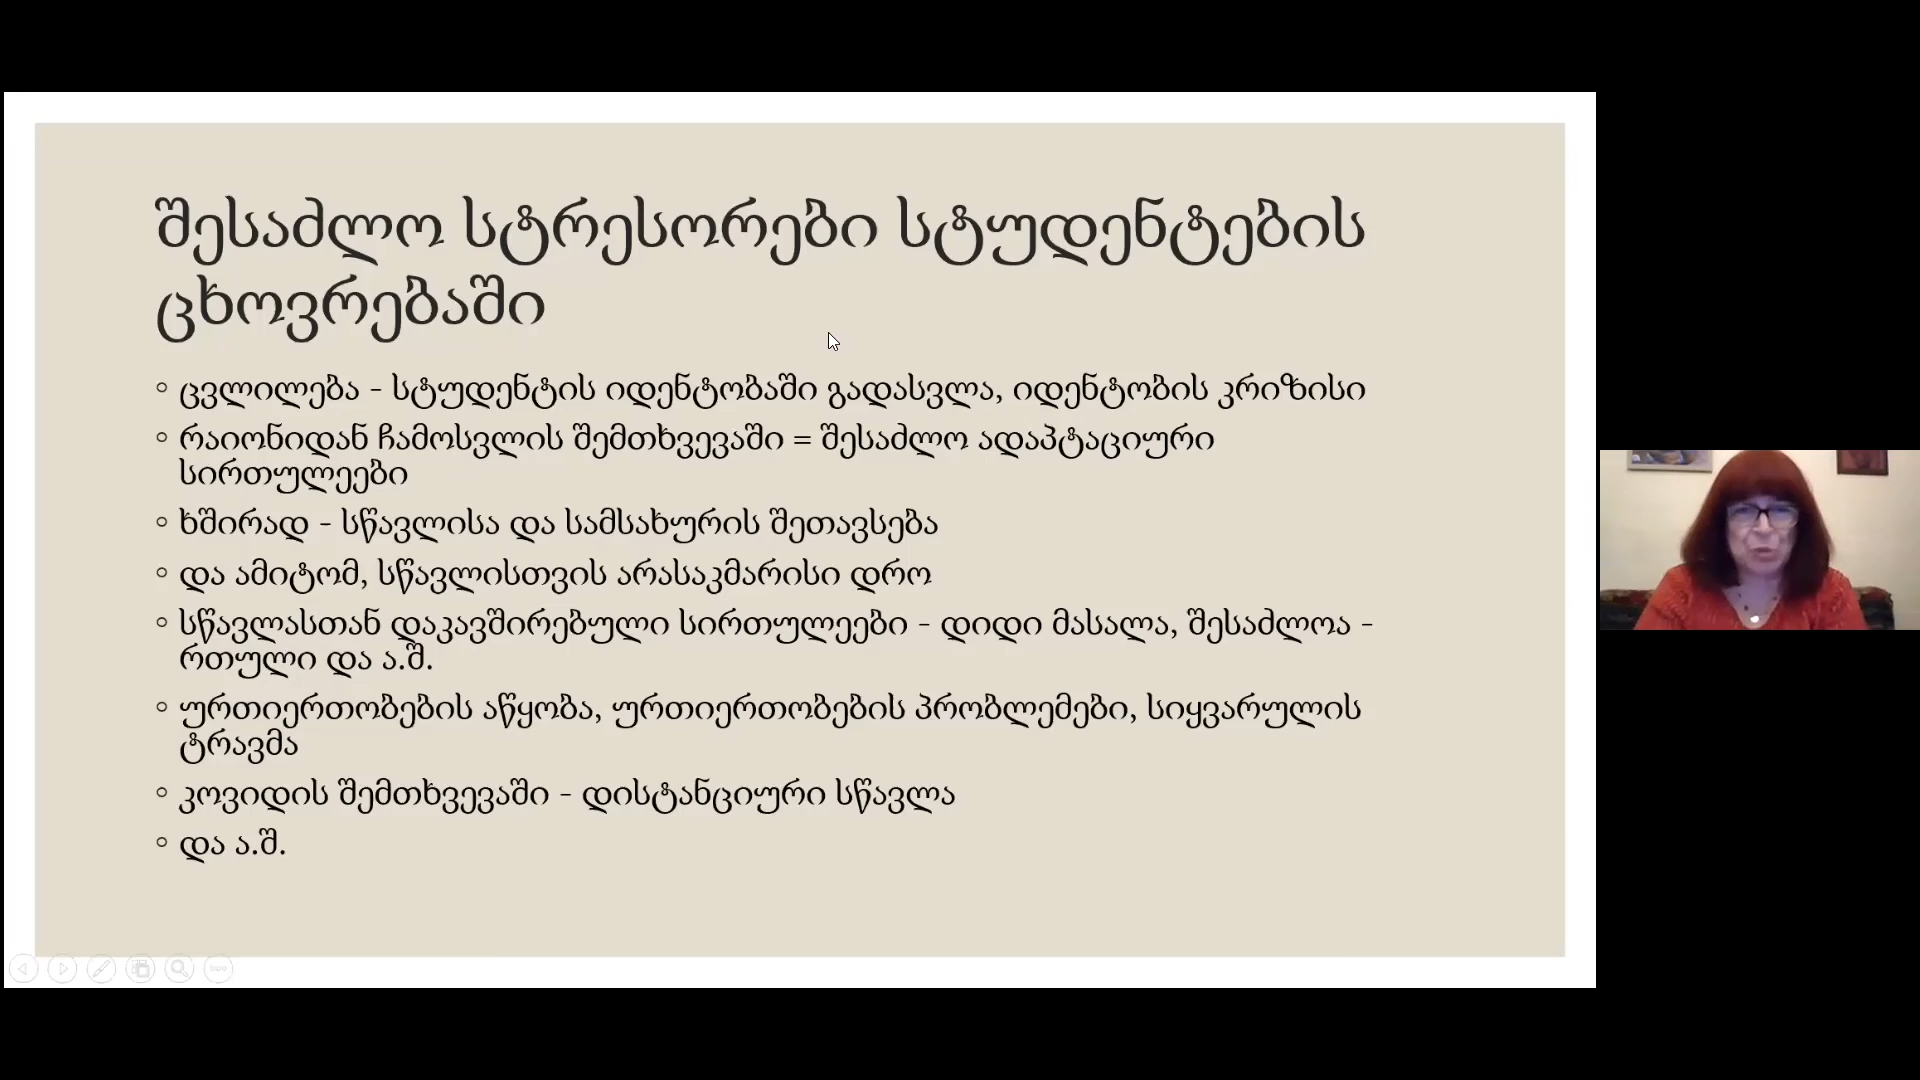 შესაძლო სტრესორები სტუდენტების
ცხოვრებაში
◦ ცვლილება - სტუდენტის იდენტობაში გადასვლა, იდენტობის კრიზისი
◦ რაიონიდან ჩამოსვლის შემთხვევაში = შესაძლო ადაპტაციური
სირთულეები
◦ ხშირად - სწავლისა და სამსახურის შეთავსება
◦ და ამიტომ, სწავლისთვის არასაკმარისი დრო
◦ სწავლასთან დაკავშირებული სირთულეები - დიდი მასალა, შესაძლოა -
რთული და ა.შ.
◦ ურთიერთობების აწყობა, ურთიერთობების პრობლემები, სიყვარულის
ტრავმა
◦ კოვიდის შემთხვევაში - დისტანციური სწავლა
◦ და ა.შ.